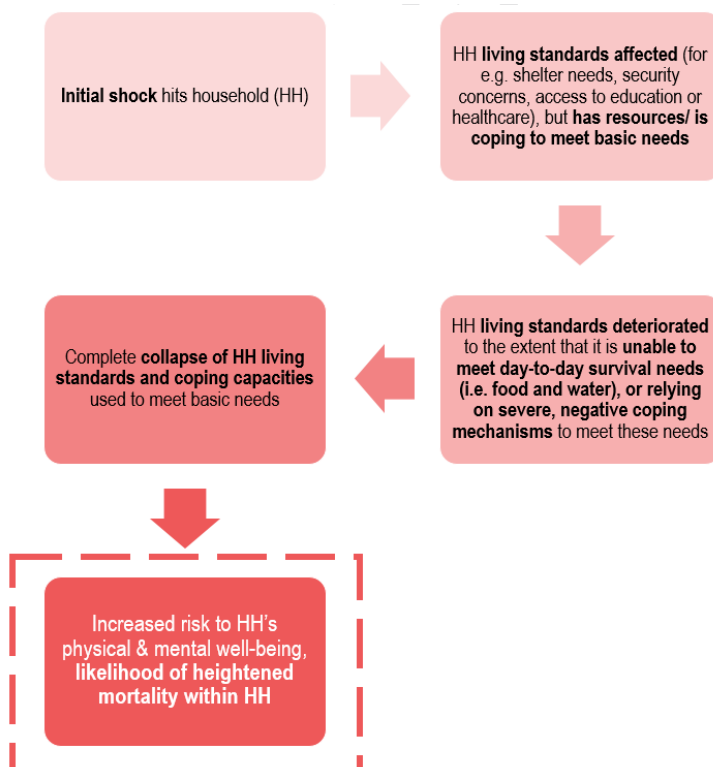 Initial shock hits household (HH)
HH living standards affected (for
e.g. shelter needs, security
concerns, access to education or
healthcare), but has resources/ is
coping to meet basic needs
HH living standards deteriorated
to the extent that it is unable to
meet day-to-day survival needs
(i.e. food and water), or relying
on severe, negative coping
mechanisms to meet these needs
Complete collapse of HH living
standards and coping capacities
used to meet basic needs
Increased risk to HH's
physical & mental well-being,
likelihood of heightened
mortality within HH